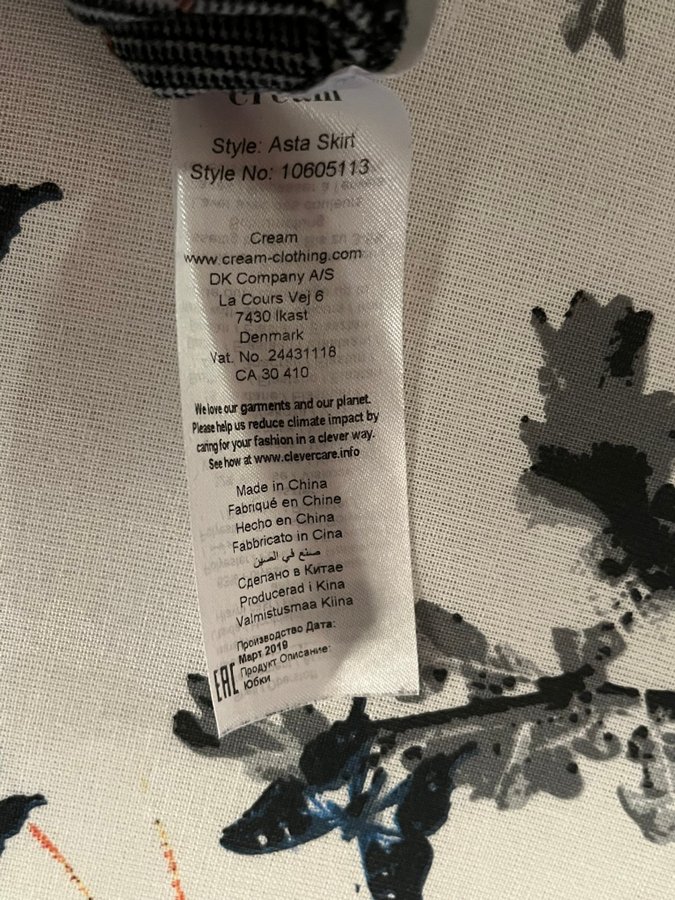 cream
Style: Asta Skirt
Style No: 10605113
Cream
www.cream-clothing.com
DK Company A/S
La Cours Vej 6
7430 Ikast
Denmark
Vat. No. 24431118
CA 30 410
We love our garments and our planet.
Please help us reduce climate impact by
caring for your fashion in a clever way.
See how at www.clevercare.info
Made in China
Fabriqué en Chine
Hecho en China
Fabbricato in Cina
صنع في الصين
Сделано в Китае
Producerad i Kina
Valmistusmaa Kiina
Производство Дата:
Март 2019
Продукт Описание:
Юбки
EAC